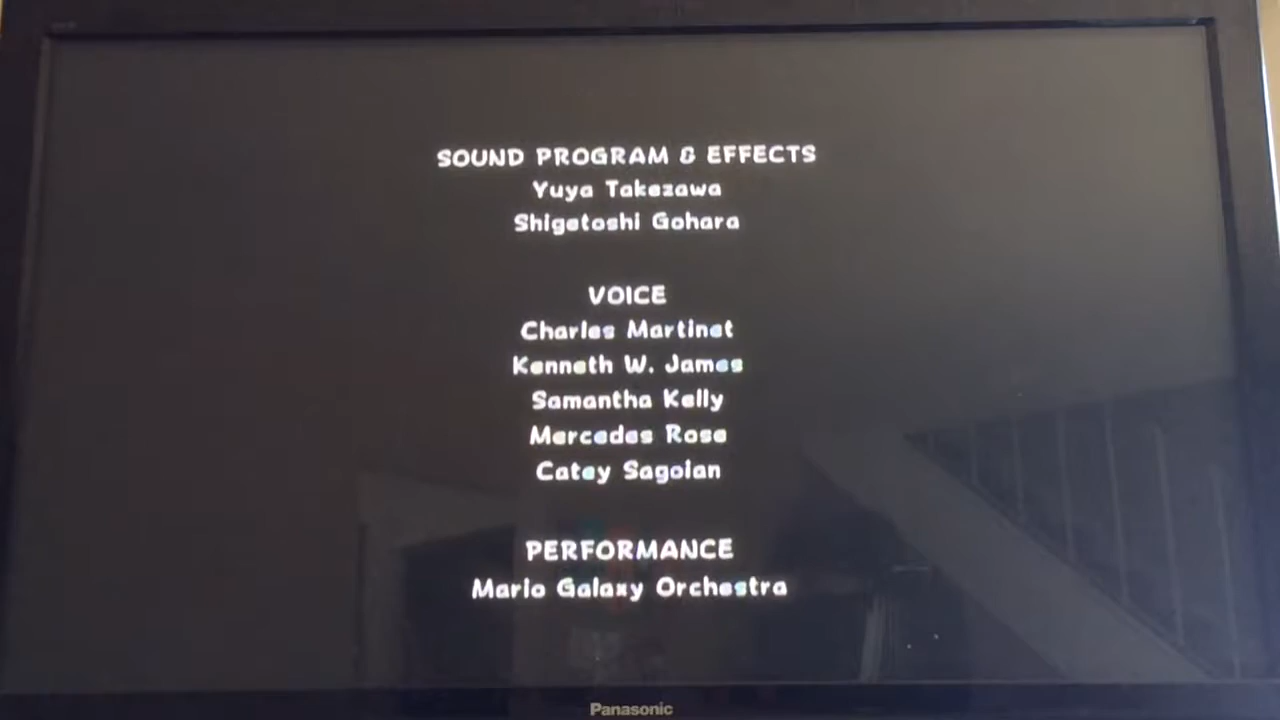 SOUND PROGRAM & EFFECTS
Yuya Takezawa
Shigetoshi Gohara
VOICE
Charles Martinet
Kenneth W. James
Samantha Kelly
Mercedes Rose
Catey Sagoian
PERFORMANCE
Mario Galaxy Orchestra
Panasonic